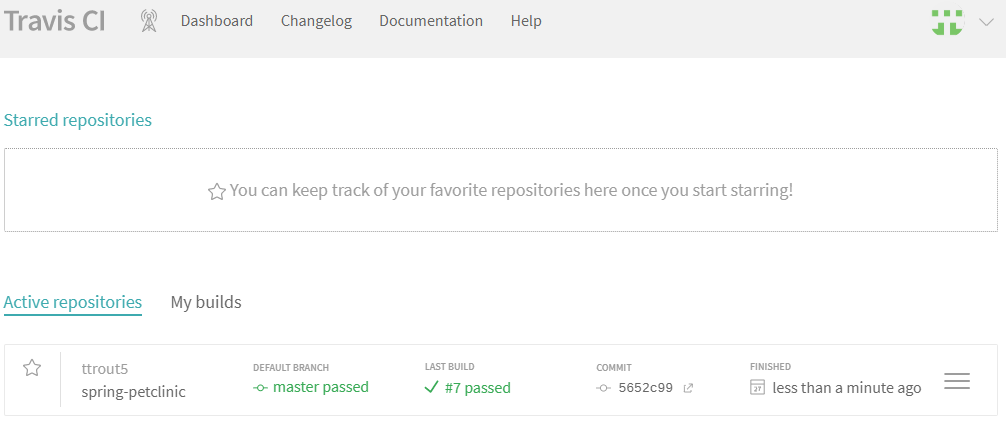 Travis CI Dashboard Changelog Documentation Help
Starred repositories
You can keep track of your favorite repositories here once you start starring!
Active repositories My builds
ttrout5 DEFAULT BRANCH LAST BUILD COMMIT FINISHED
spring-petclinic master passed #7 passed 5652c99 27 less than a minute ago